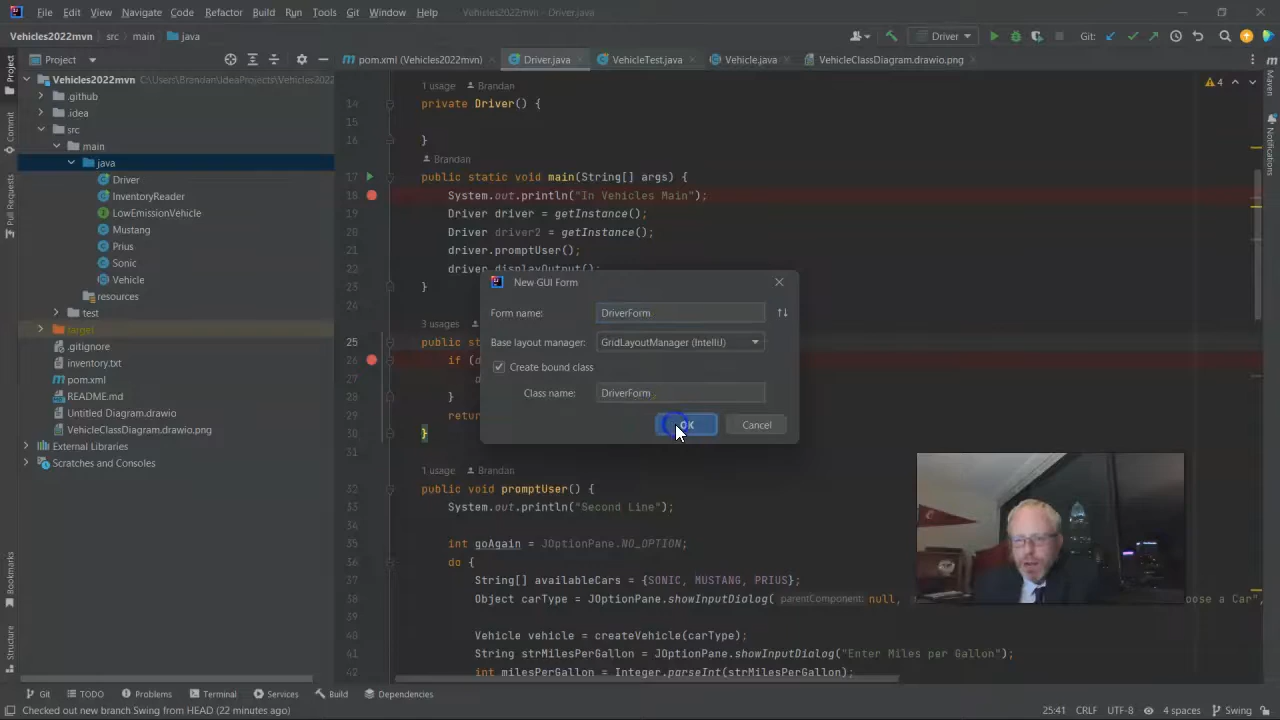 File Edit View Navigate Code Refactor Build Run Tools Git Window Help Vehicles2022mvn - Driver.java
Vehicles2022mvn src main java Driver Git:
Project pom.xml (Vehicles2022mvn) Driver.java VehicleTest.java Vehicle.java VehicleClassDiagram.drawio.png
Project
Commit
Pull Requests
Bookmarks
Structure
Maven
Notifications
Vehicles2022mvn C:\Users\Brandan\IdeaProjects\Vehicles2022
.github
.idea
src
main
java
Driver
InventoryReader
LowEmissionVehicle
Mustang
Prius
Sonic
Vehicle
resources
test
target
.gitignore
inventory.txt
pom.xml
README.md
Untitled Diagram.drawio
VehicleClassDiagram.drawio.png
External Libraries
Scratches and Consoles
4
1 usage Brandan
14 private Driver() {
15
16 }
Brandan
17 public static void main(String[] args) {
18 System.out.println("In Vehicles Main");
19 Driver driver = getInstance();
20 Driver driver2 = getInstance();
21 driver.promptUser();
22 driver.displayOutput();
23 }
24
3 usages
25 public st
26 if (d
27 d
28 }
29 retur
30 }
31
1 usage Brandan
32 public void promptUser() {
33 System.out.println("Second Line");
34
35 int goAgain = JOptionPane.NO_OPTION;
36 do {
37 String[] availableCars = {SONIC, MUSTANG, PRIUS};
38 Object carType = JOptionPane.showInputDialog( parentComponent: null, oose a Car",
39
40 Vehicle vehicle = createVehicle(carType);
41 String strMilesPerGallon = JOptionPane.showInputDialog("Enter Miles per Gallon");
42 int milesPerGallon = Integer.parseInt(strMilesPerGallon);
New GUI Form
Form name: DriverForm
Base layout manager: GridLayoutManager (IntelliJ)
Create bound class
Class name: DriverForm
OK Cancel
Git TODO Problems Terminal Services Build Dependencies
Checked out new branch Swing from HEAD (22 minutes ago) 25:41 CRLF UTF-8 4 spaces Swing